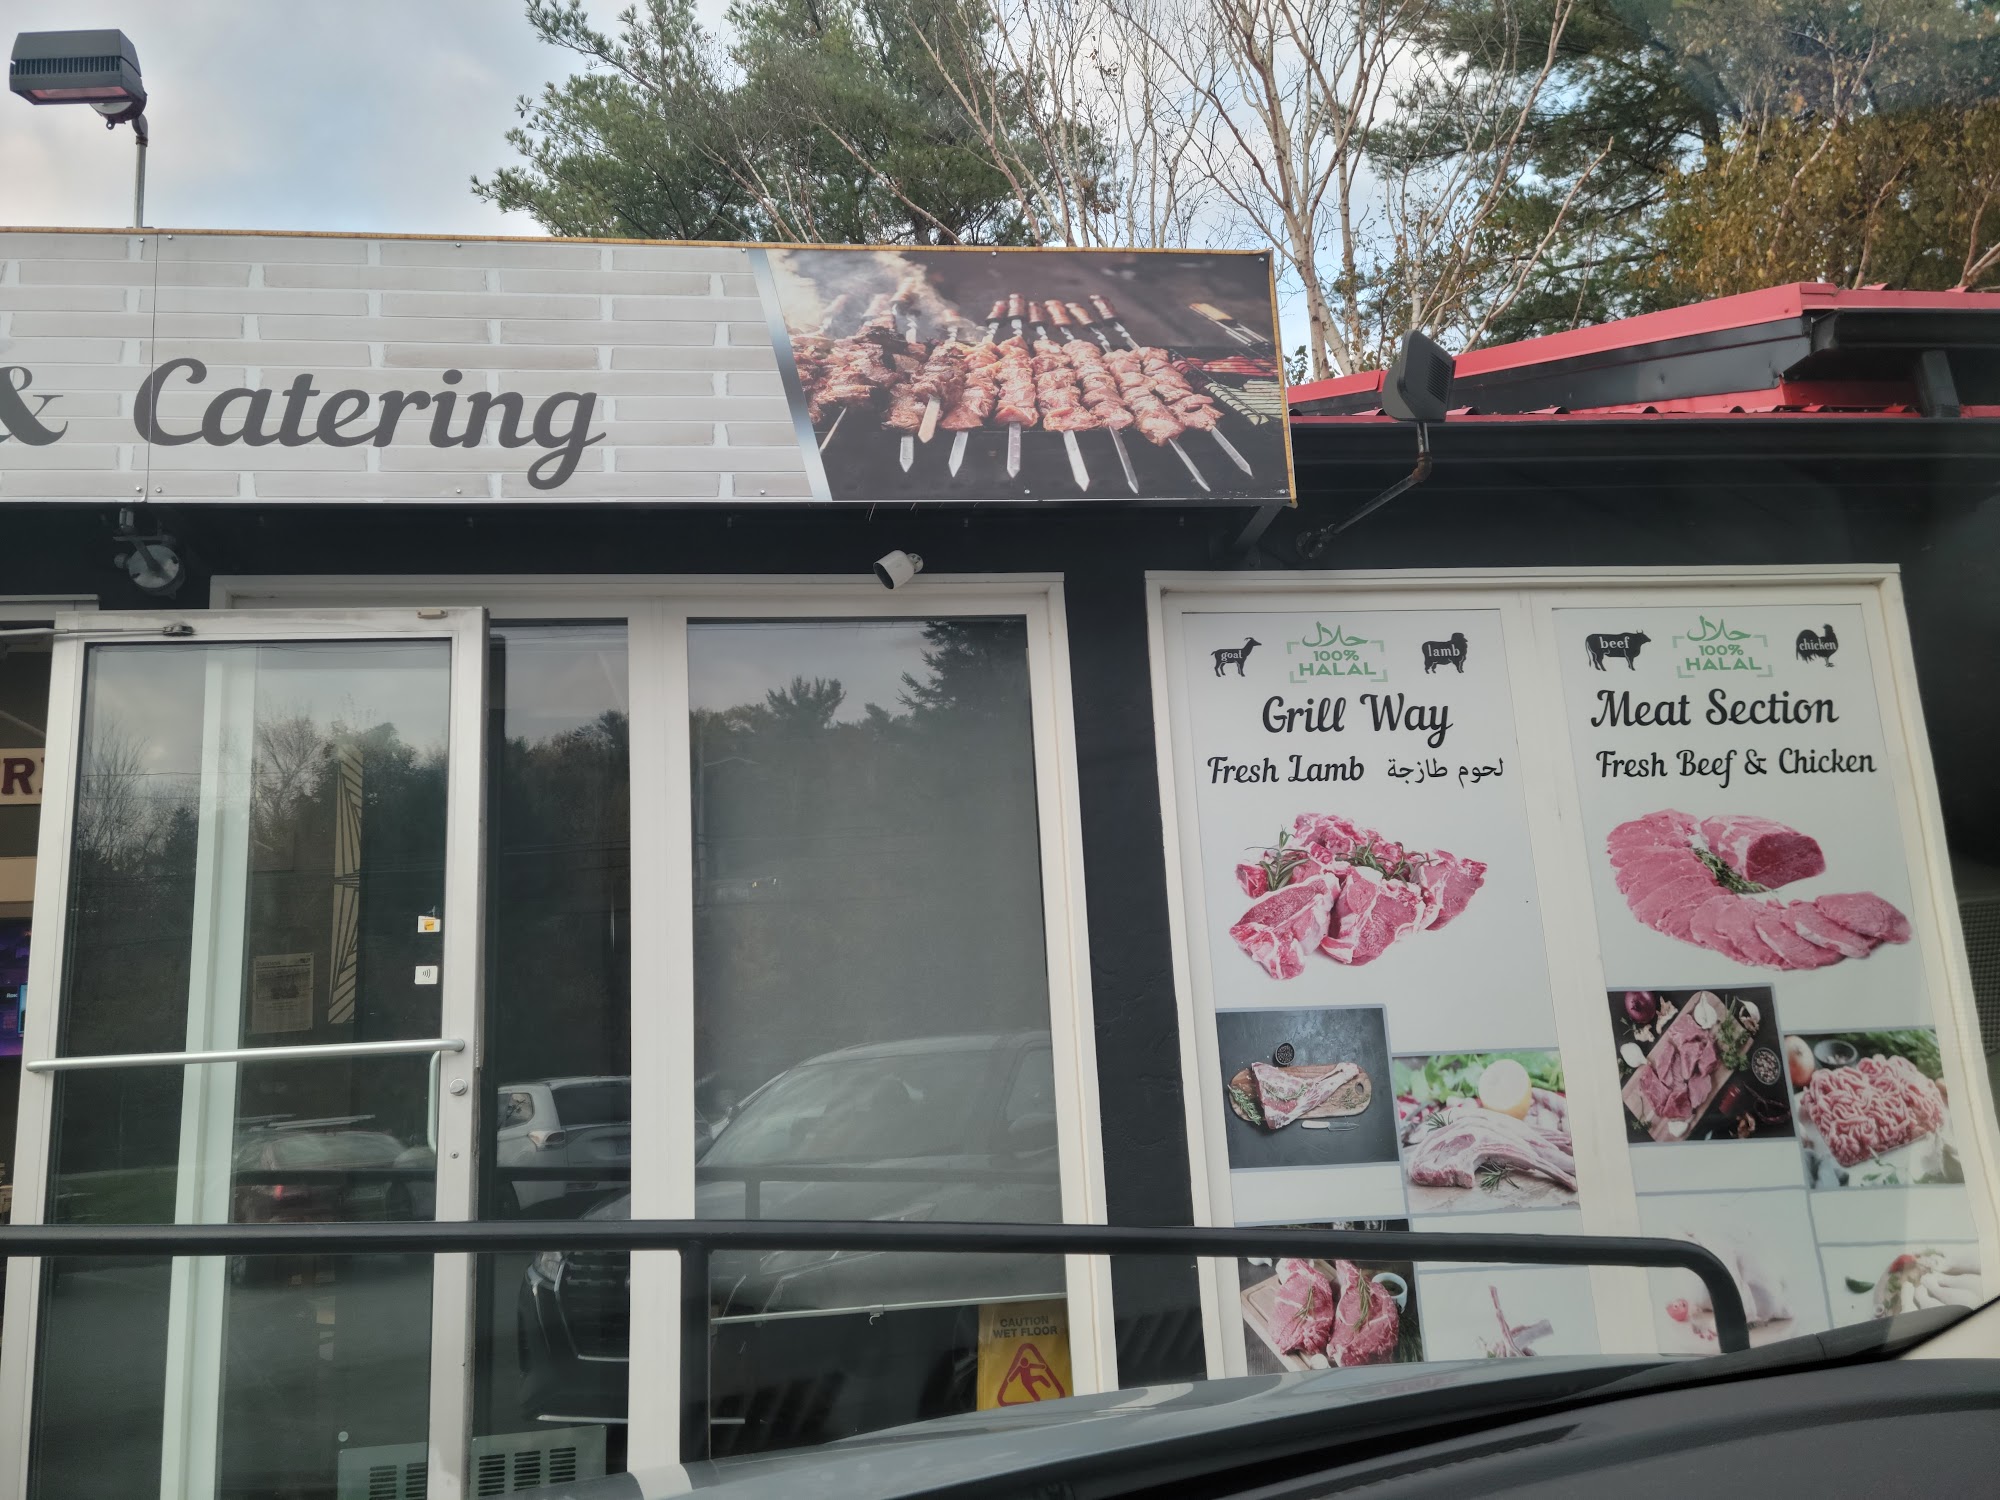 & Catering
goat
حلال
100%
HALAL
lamb
Grill Way
Fresh Lamb لحوم طازجة
beef
حلال
100%
HALAL
chicken
Meat Section
Fresh Beef & Chicken
CAUTION
WET FLOOR